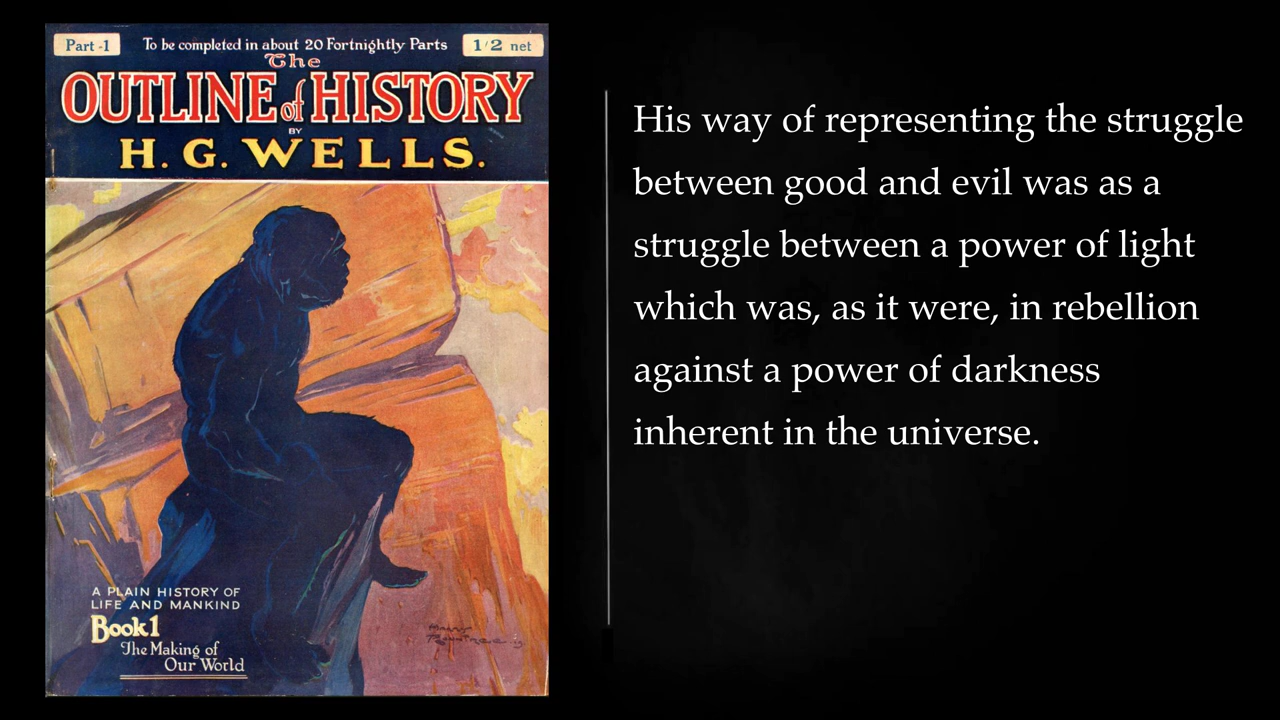 Part -1
To be completed in about 20 Fortnightly Parts
1/2 net
The
OUTLINE of HISTORY
BY
H. G. WELLS.
A PLAIN HISTORY OF
LIFE AND MANKIND
Book 1
The Making of
Our World
His way of representing the struggle
between good and evil was as a
struggle between a power of light
which was, as it were, in rebellion
against a power of darkness
inherent in the universe.